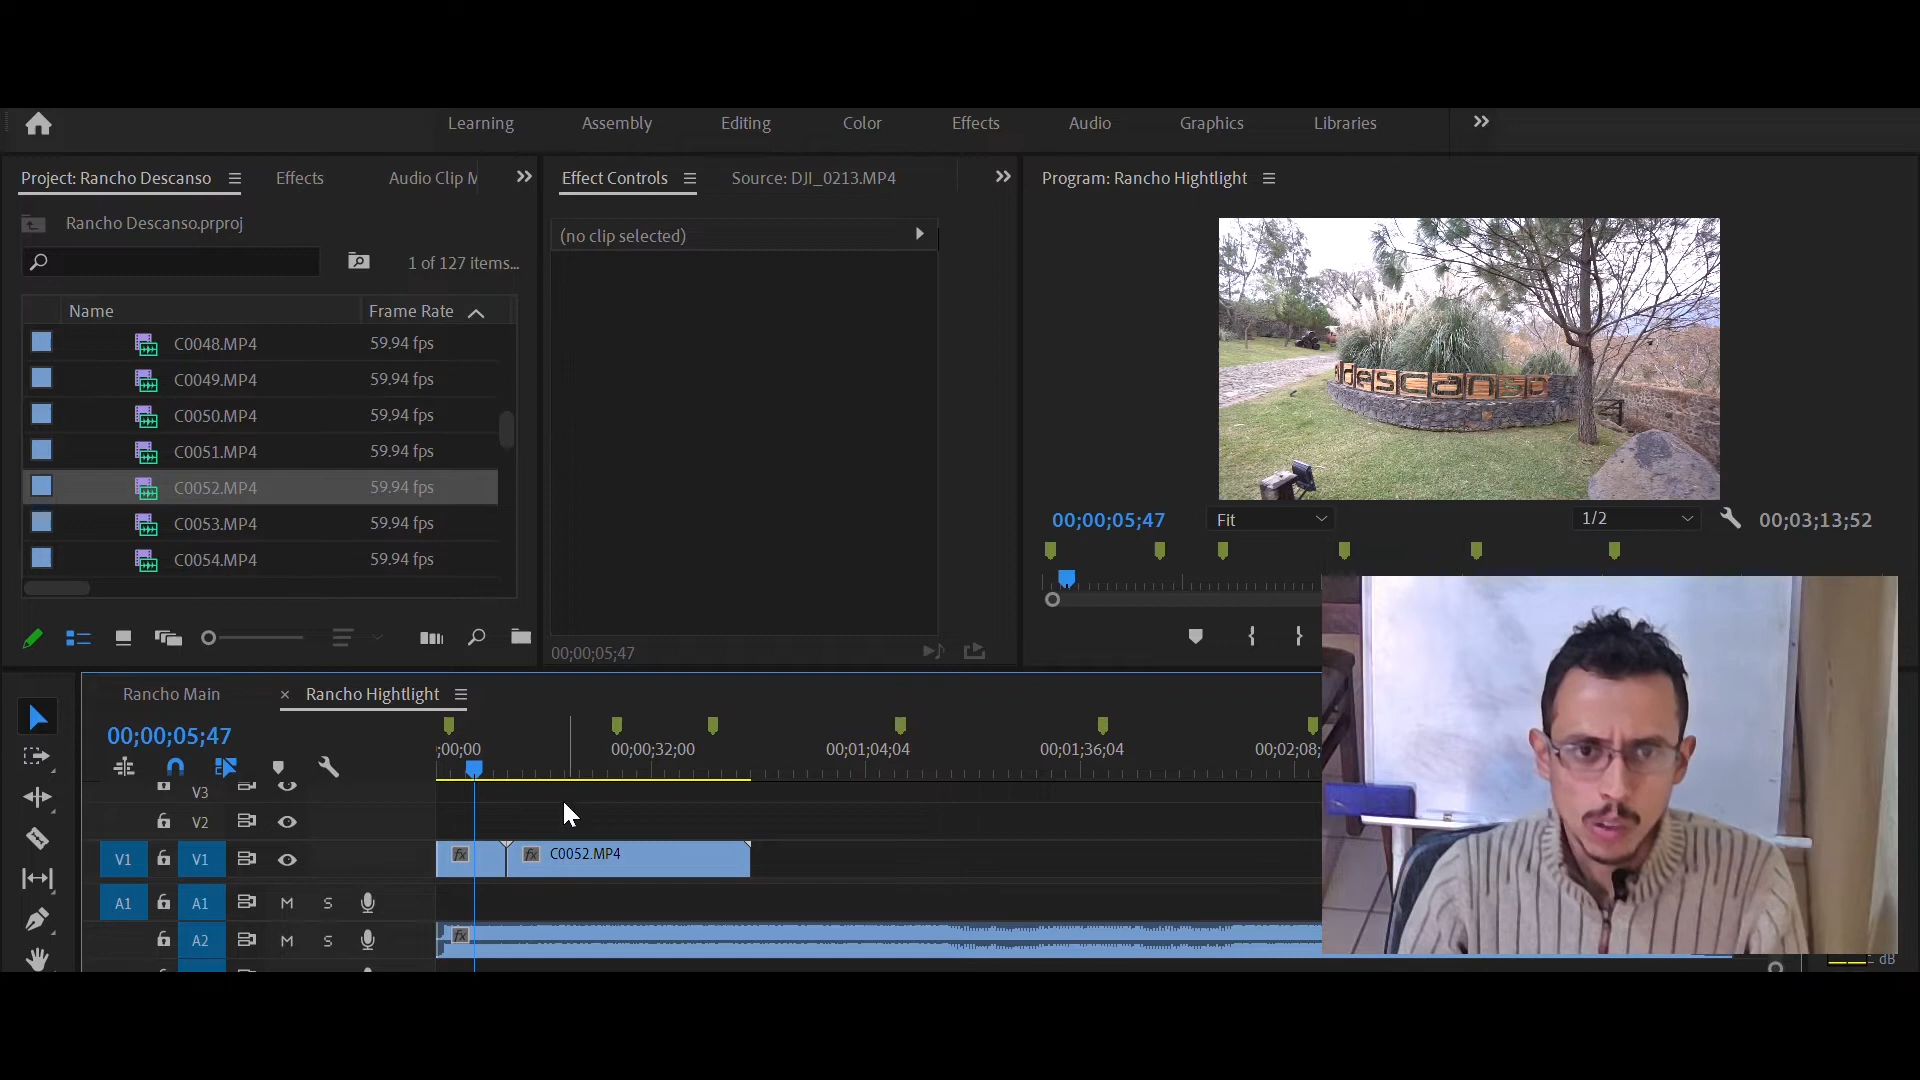 Learning Assembly Editing Color Effects Audio Graphics Libraries
Project: Rancho Descanso Effects Audio Clip M
Effect Controls Source: DJI_0213.MP4
Program: Rancho Hightlight
Rancho Descanso.prproj
1 of 127 items...
(no clip selected)
Name Frame Rate
C0048.MP4 59.94 fps
C0049.MP4 59.94 fps
C0050.MP4 59.94 fps
C0051.MP4 59.94 fps
C0052.MP4 59.94 fps
C0053.MP4 59.94 fps
C0054.MP4 59.94 fps
descanso
00;00;05;47 Fit 1/2 00;03;13;52
00;00;05;47
Rancho Main × Rancho Hightlight
00;00;05;47
;00;00 00;00;32;00 00;01;04;04 00;01;36;04 00;02;08;
V3
V2
V1 V1 fx fx C0052.MP4
A1 A1 M S
A2 M S fx
dB